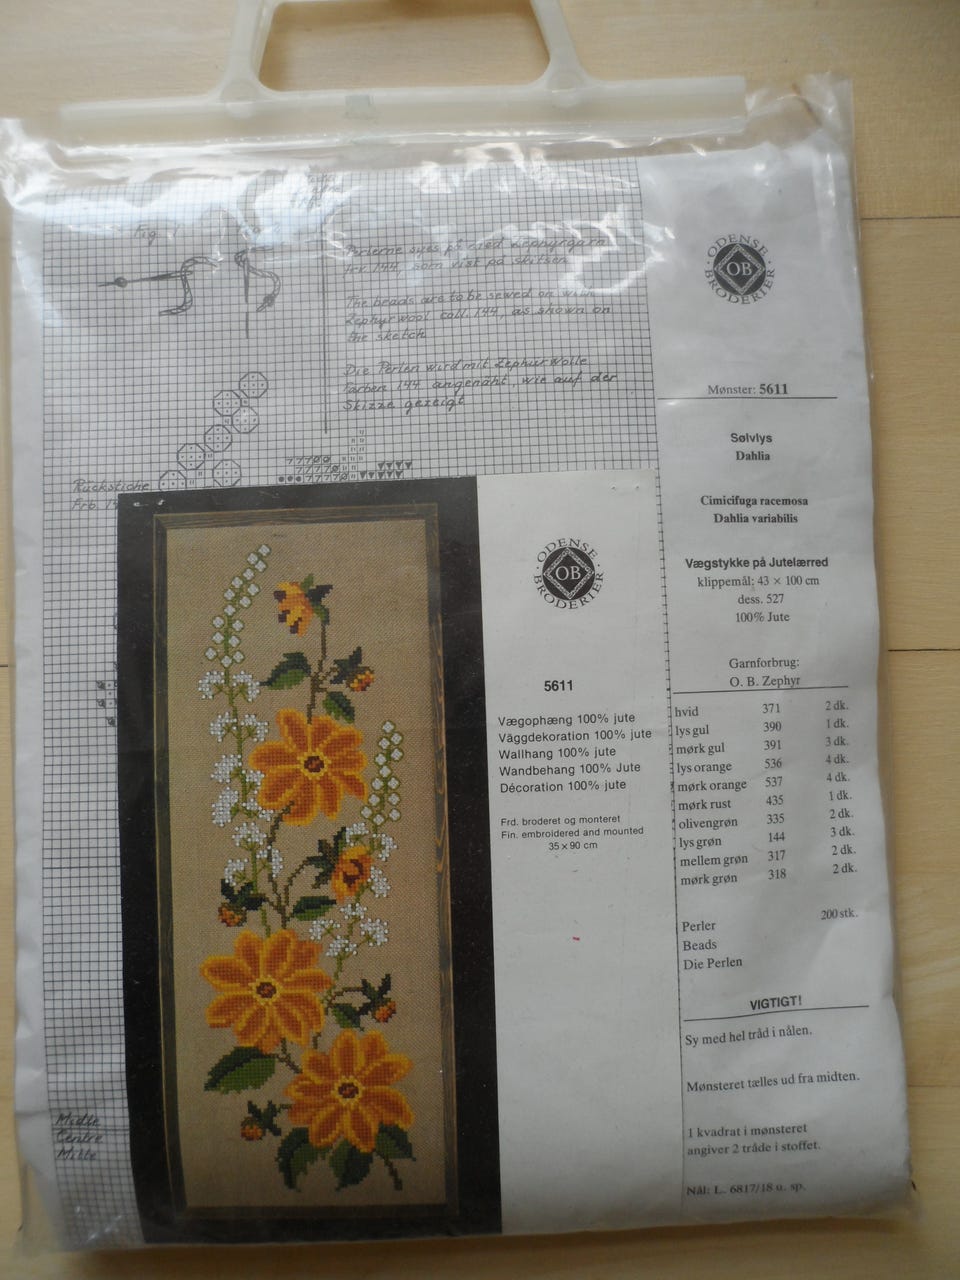 Fig 1
Perlerne syes på med Zephyrgarn
frv. 144, som vist på skitsen
The beads are to be sewed on with
Zephyrwool coll. 144, as shown on
the sketch
Die Perlen wird mit Zephyr Wolle
Farben 144 angenäht, wie auf der
Skizze gezeigt
Rückstiche
Frb. 14
Midte
Centre
Mitte
ODENSE
OB
BRODERIER
5611
Vægophæng 100% jute
Väggdekoration 100% jute
Wallhang 100% jute
Wandbehang 100% Jute
Décoration 100% jute
Frd. broderet og monteret
Fin. embroidered and mounted
35 × 90 cm
ODENSE
OB
BRODERIER
Mønster: 5611
Sølvlys
Dahlia
Cimicifuga racemosa
Dahlia variabilis
Vægstykke på Jutelærred
klippemål: 43 × 100 cm
dess. 527
100% Jute
Garnforbrug:
O. B. Zephyr
hvid 371 2 dk.
lys gul 390 1 dk.
mørk gul 391 3 dk.
lys orange 536 4 dk.
mørk orange 537 4 dk.
mørk rust 435 1 dk.
olivengrøn 335 2 dk.
lys grøn 144 3 dk.
mellem grøn 317 2 dk.
mørk grøn 318 2 dk.
Perler 200 stk.
Beads
Die Perlen
VIGTIGT!
Sy med hel tråd i nålen.
Mønsteret tælles ud fra midten.
1 kvadrat i mønsteret
angiver 2 tråde i stoffet.
Nål: L. 6817/18 u. sp.